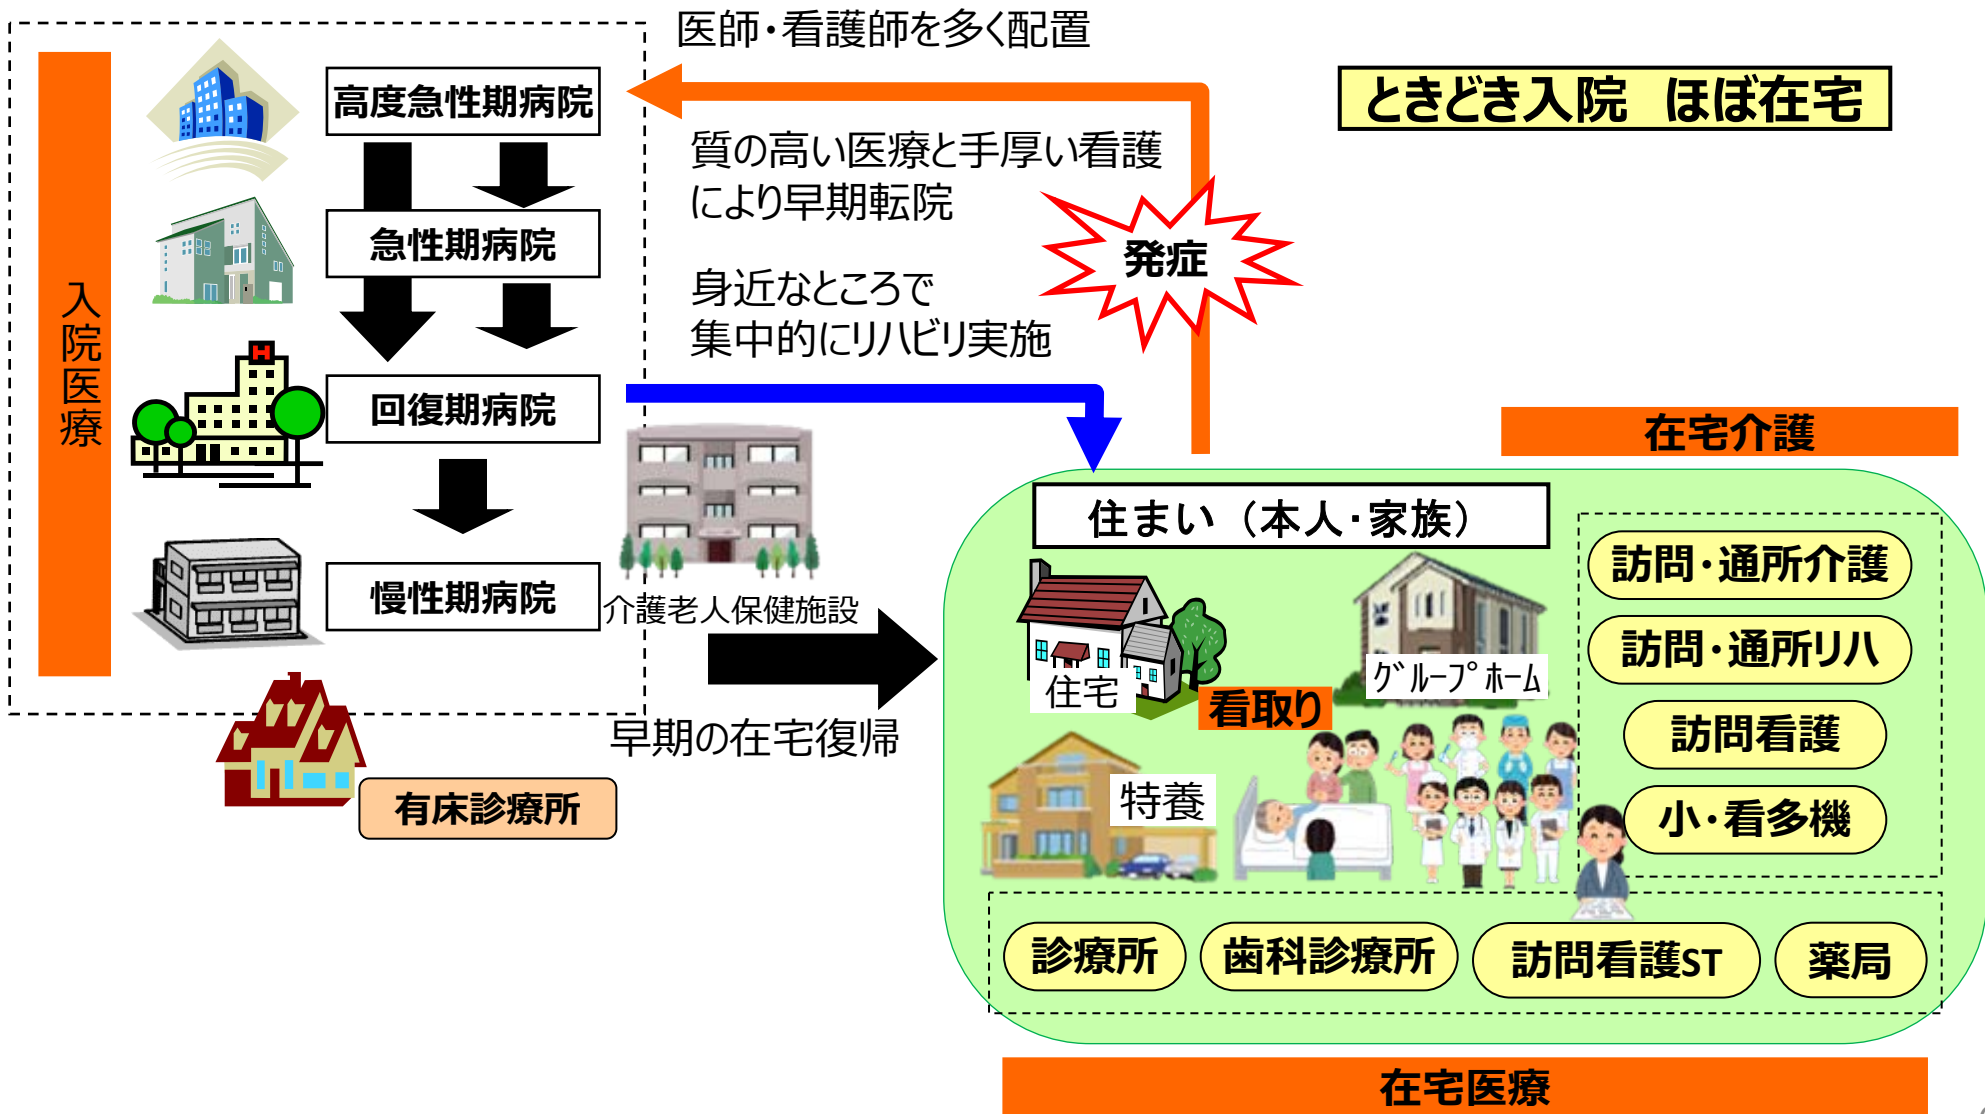 医師・看護師を多く配置
ときどき入院　ほぼ在宅
入院医療
高度急性期病院
質の高い医療と手厚い看護
により早期転院
急性期病院
発症
身近なところで
集中的にリハビリ実施
回復期病院
慢性期病院
介護老人保健施設
早期の在宅復帰
有床診療所
在宅介護
住まい（本人・家族）
住宅
看取り
ｸﾞﾙｰﾌﾟﾎｰﾑ
特養
訪問・通所介護
訪問・通所リハ
訪問看護
小・看多機
診療所
歯科診療所
訪問看護ST
薬局
在宅医療
H